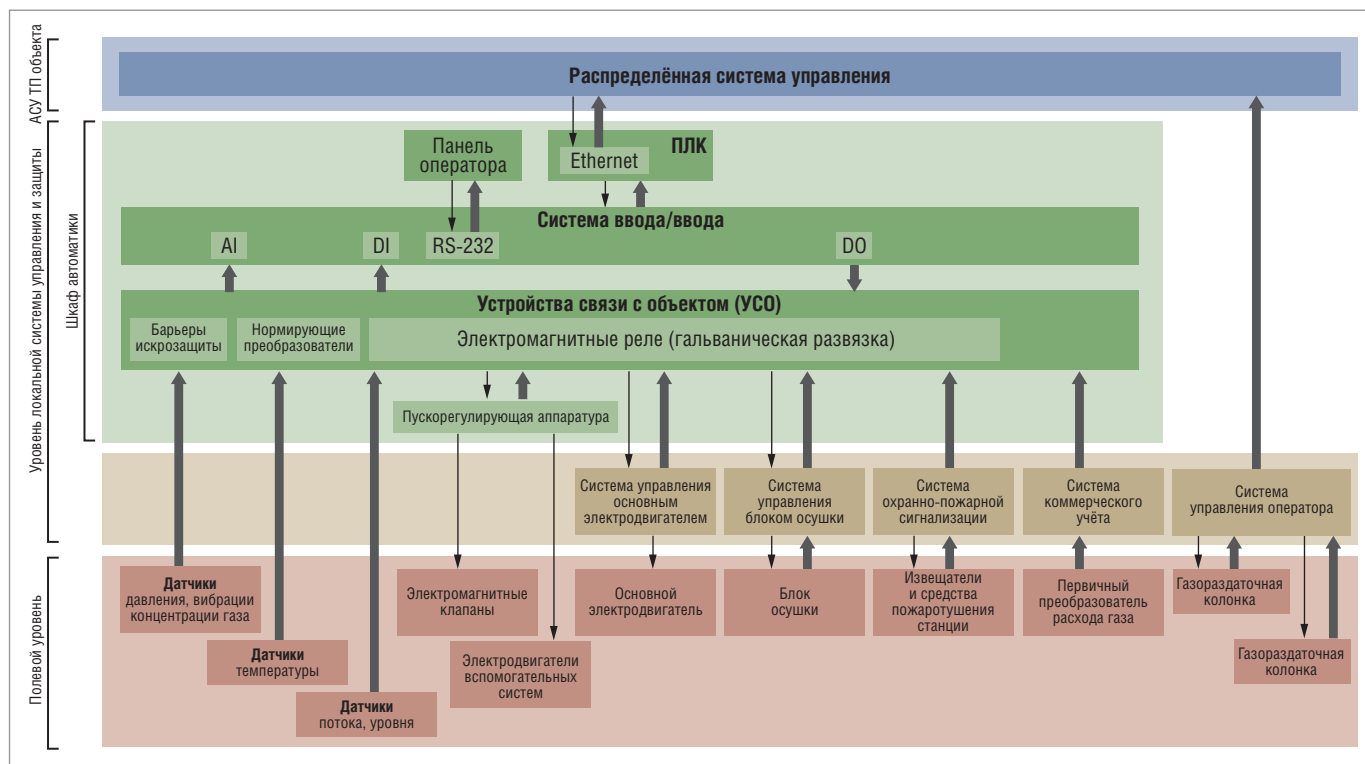 АСУ ТП объекта
Распределённая система управления
Уровень локальной системы управления и защиты
Шкаф автоматики
Панель
оператора
ПЛК
Ethernet
Система ввода/ввода
AI
DI
RS-232
DO
Устройства связи с объектом (УСО)
Барьеры
искрозащиты
Нормирующие
преобразователи
Электромагнитные реле (гальваническая развязка)
Пускорегулирующая аппаратура
Система управления
основным
электродвигателем
Система
управления
блоком осушки
Система
охранно-пожарной
сигнализации
Система
коммерческого
учёта
Система
управления оператора
Полевой уровень
Датчики
давления, вибрации
концентрации газа
Датчики
температуры
Датчики
потока, уровня
Электромагнитные
клапаны
Электродвигатели
вспомогательных
систем
Основной
электродвигатель
Блок
осушки
Извещатели
и средства
пожаротушения
станции
Первичный
преобразователь
расхода газа
Газораздаточная
колонка
Газораздаточная
колонка